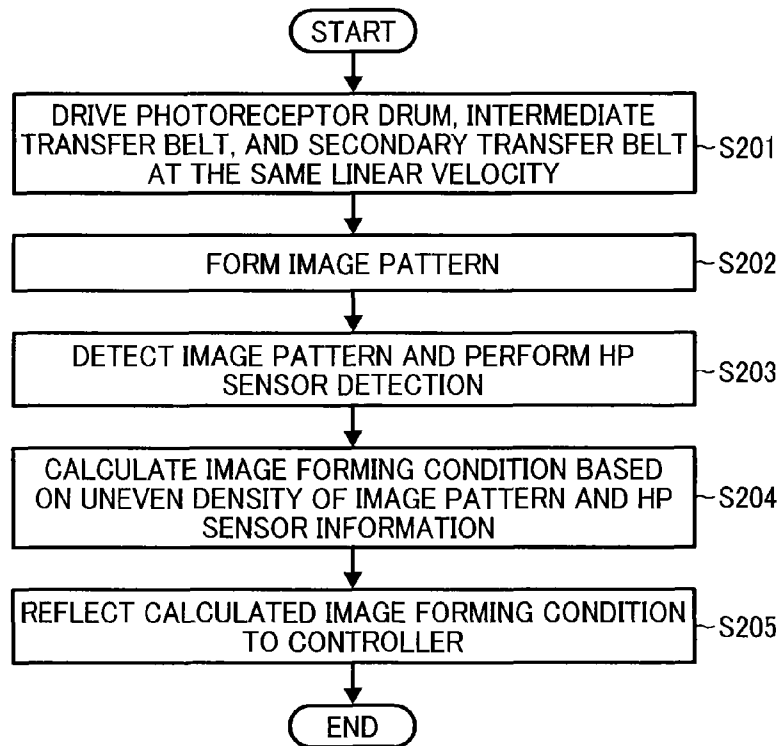 START
DRIVE PHOTORECEPTOR DRUM, INTERMEDIATE
TRANSFER BELT, AND SECONDARY TRANSFER BELT
AT THE SAME LINEAR VELOCITY
~S201
FORM IMAGE PATTERN
~S202
DETECT IMAGE PATTERN AND PERFORM HP
SENSOR DETECTION
~S203
CALCULATE IMAGE FORMING CONDITION BASED
ON UNEVEN DENSITY OF IMAGE PATTERN AND HP
SENSOR INFORMATION
~S204
REFLECT CALCULATED IMAGE FORMING CONDITION
TO CONTROLLER
~S205
END